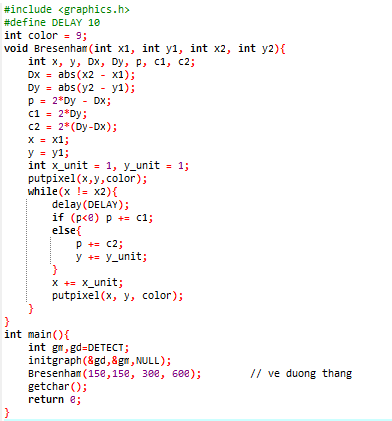 #include <graphics.h>
#define DELAY 10
int color = 9;
void Bresenham(int x1, int y1, int x2, int y2){
    int x, y, Dx, Dy, p, c1, c2;
    Dx = abs(x2 - x1);
    Dy = abs(y2 - y1);
    p = 2*Dy - Dx;
    c1 = 2*Dy;
    c2 = 2*(Dy-Dx);
    x = x1;
    y = y1;
    int x_unit = 1, y_unit = 1;
    putpixel(x,y,color);
    while(x != x2){
        delay(DELAY);
        if (p<0) p += c1;
        else{
            p += c2;
            y += y_unit;
        }
        x += x_unit;
        putpixel(x, y, color);
    }
}
int main(){
    int gm,gd=DETECT;
    initgraph(&gd,&gm,NULL);
    Bresenham(150,150, 300, 600);       // ve duong thang
    getchar();
    return 0;
}